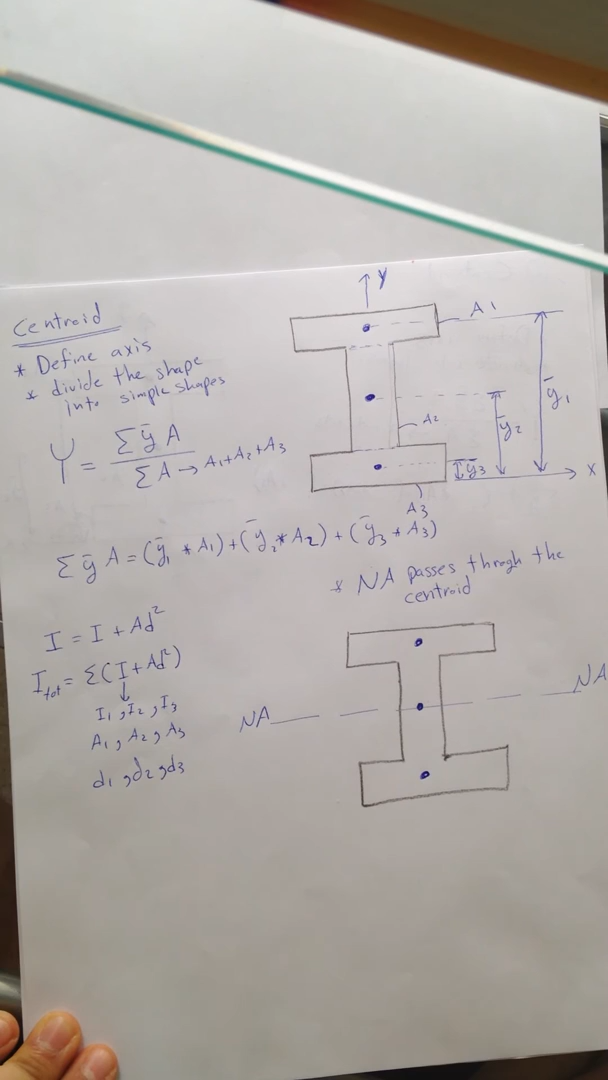 Centroid
* Define axis
* divide the shape
into simple shapes
Y = Σ ȳ A / Σ A → A1 + A2 + A3
Y
A1
ȳ1
A2
ȳ2
ȳ3
X
A3
Σ ȳ A = (ȳ1 * A1) + (ȳ2 * A2) + (ȳ3 * A3)
* NA passes throgh the
centroid
I = I + Ad²
I tot = Σ(I + Ad²)
↓
I1 , I2 , I3
A1 , A2 , A3
d1 , d2 , d3
NA
NA